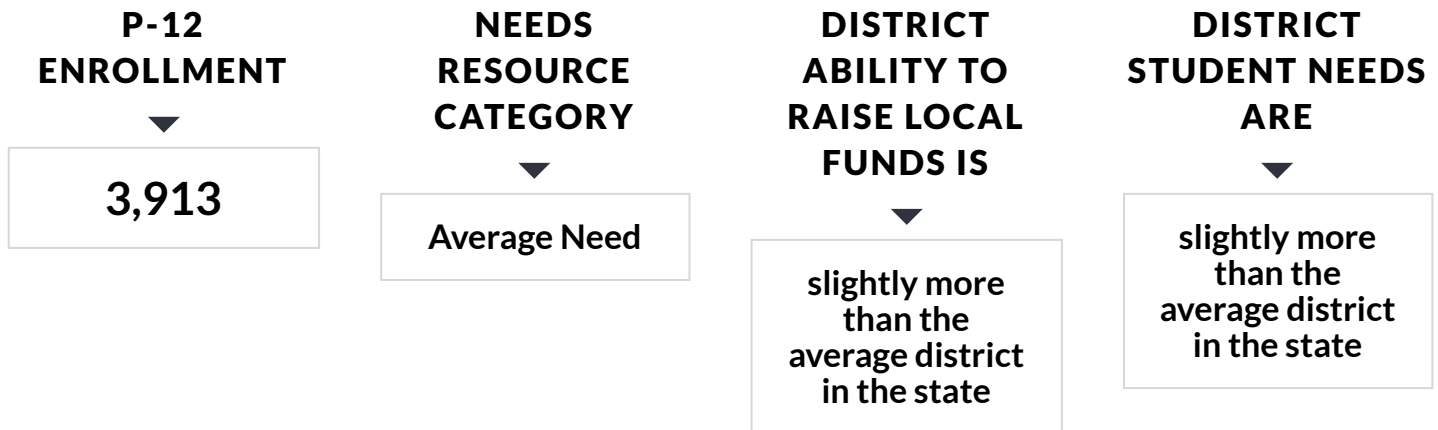 P-12
ENROLLMENT
3,913
NEEDS
RESOURCE
CATEGORY
Average Need
DISTRICT
ABILITY TO
RAISE LOCAL
FUNDS IS
slightly more
than the
average district
in the state
DISTRICT
STUDENT NEEDS
ARE
slightly more
than the
average district
in the state